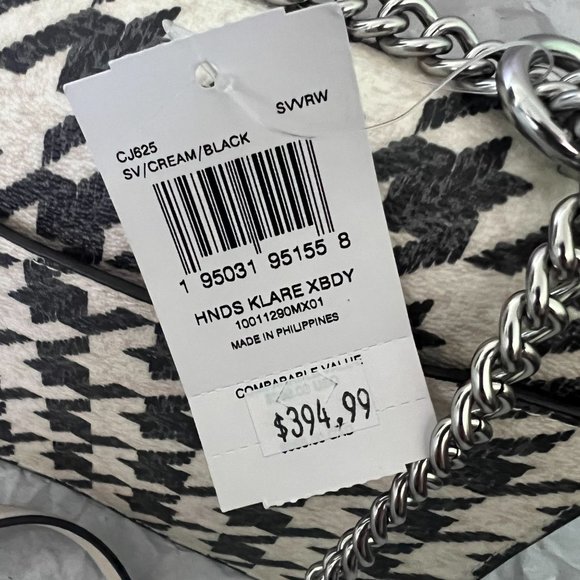 SVVRW
CJ625
SV/CREAM/BLACK
1 95031 95155 8
HNDS KLARE XBDY
10011290MX01
MADE IN PHILIPPINES
COMPARABLE VALUE
$394.99